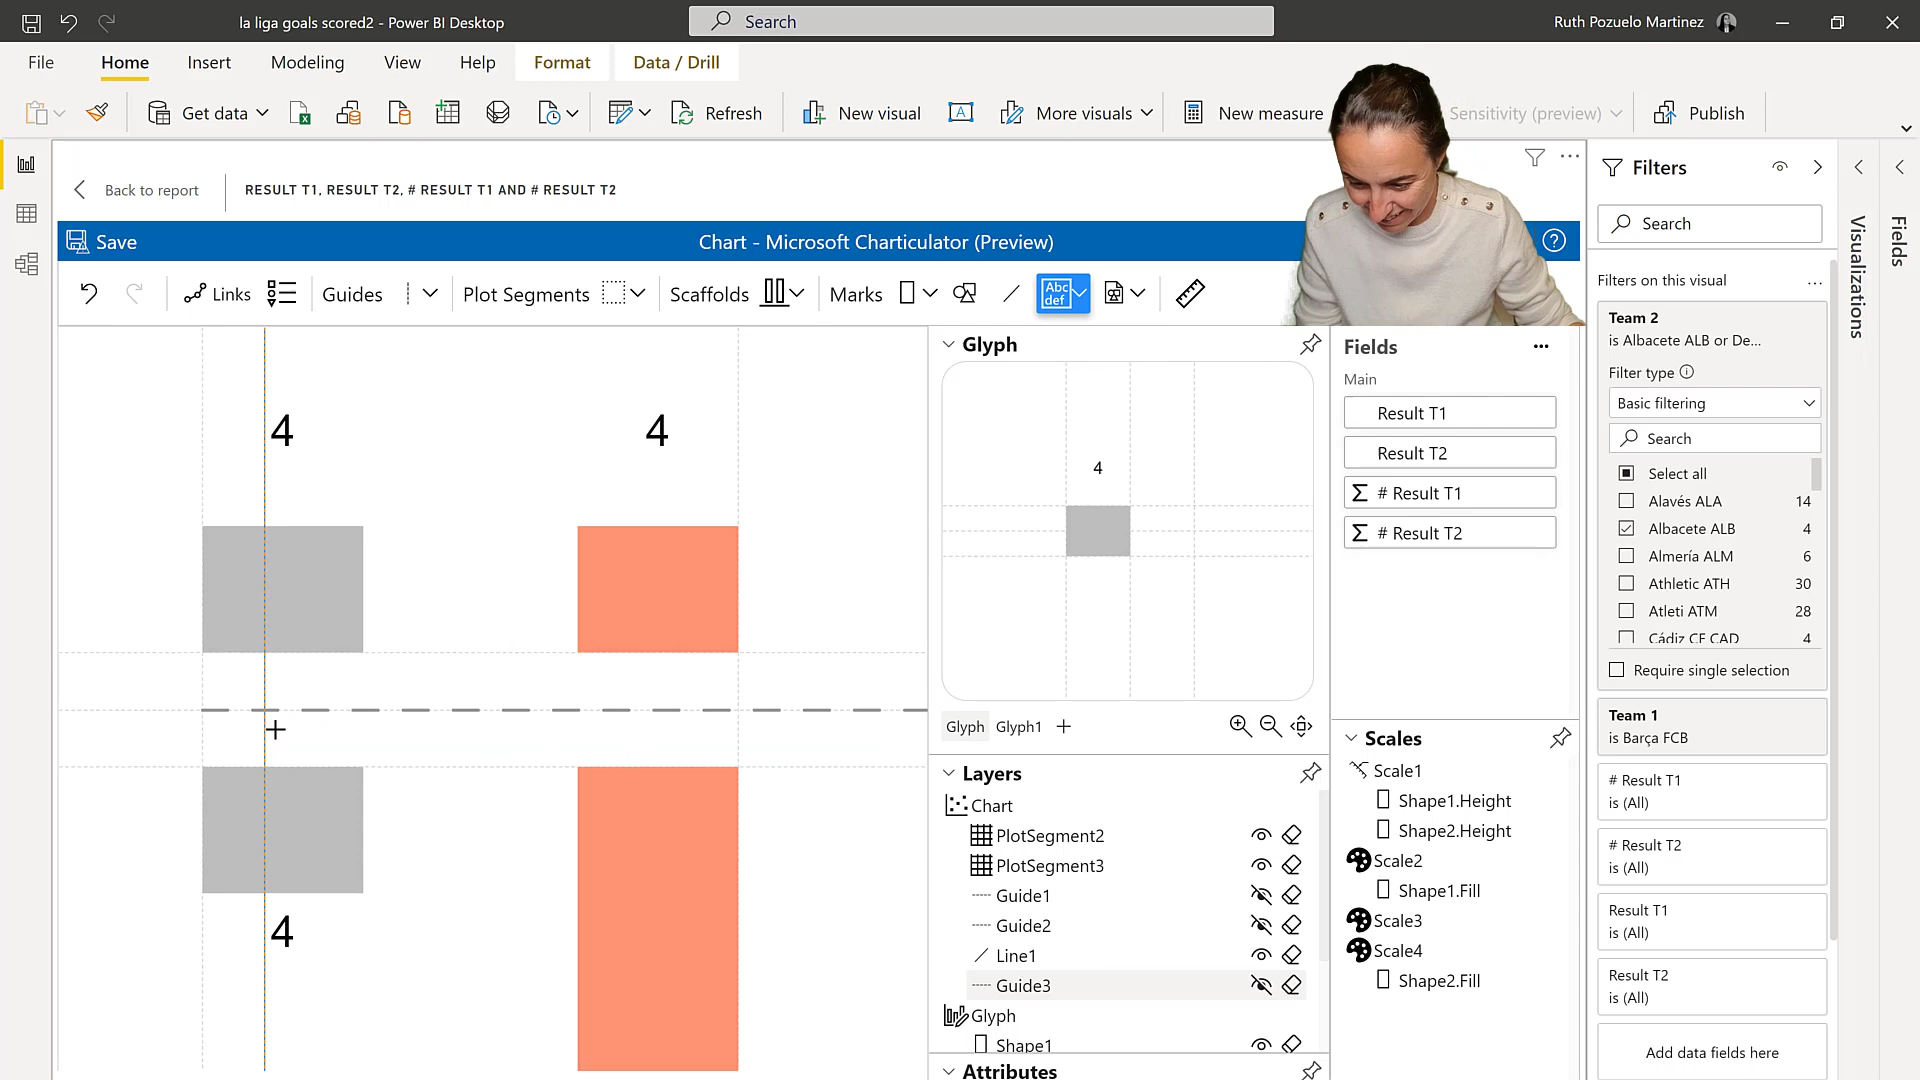 la liga goals scored2 - Power BI Desktop
Search
Ruth Pozuelo Martinez
File
Home
Insert
Modeling
View
Help
Format
Data / Drill
Get data
Refresh
New visual
A
More visuals
New measure
Sensitivity (preview)
Publish
Back to report
RESULT T1, RESULT T2, # RESULT T1 AND # RESULT T2
Save
Chart - Microsoft Charticulator (Preview)
Links
Guides
Plot Segments
Scaffolds
Marks
Abc
def
4
4
4
Glyph
4
Glyph
Glyph1
Layers
Chart
PlotSegment2
PlotSegment3
Guide1
Guide2
Line1
Guide3
Glyph
Shape1
Attributes
Fields
Main
Result T1
Result T2
# Result T1
# Result T2
Scales
Scale1
Shape1.Height
Shape2.Height
Scale2
Shape1.Fill
Scale3
Scale4
Shape2.Fill
Filters
Search
Filters on this visual
Team 2
is Albacete ALB or De...
Filter type
Basic filtering
Search
Select all
Alavés ALA 14
Albacete ALB 4
Almería ALM 6
Athletic ATH 30
Atleti ATM 28
Cádiz CF CAD 4
Require single selection
Team 1
is Barça FCB
# Result T1
is (All)
# Result T2
is (All)
Result T1
is (All)
Result T2
is (All)
Add data fields here
Visualizations
Fields